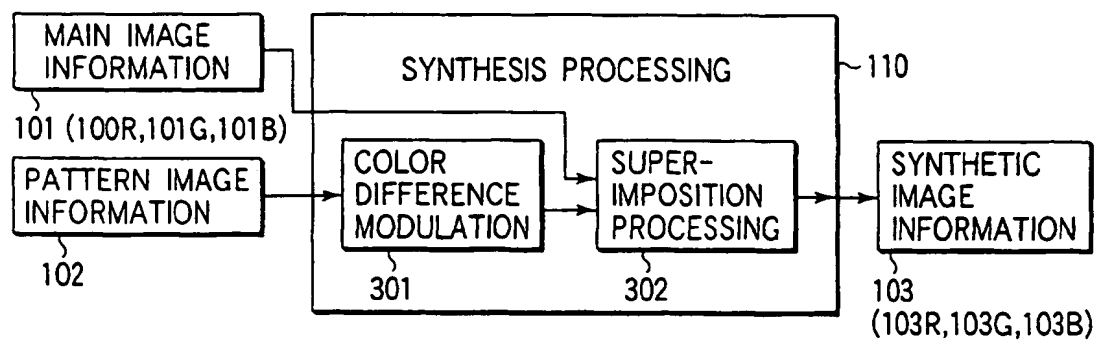 MAIN IMAGE
INFORMATION
101 (100R,101G,101B)
PATTERN IMAGE
INFORMATION
102
SYNTHESIS PROCESSING
110
COLOR
DIFFERENCE
MODULATION
301
SUPER-
IMPOSITION
PROCESSING
302
SYNTHETIC
IMAGE
INFORMATION
103
(103R,103G,103B)